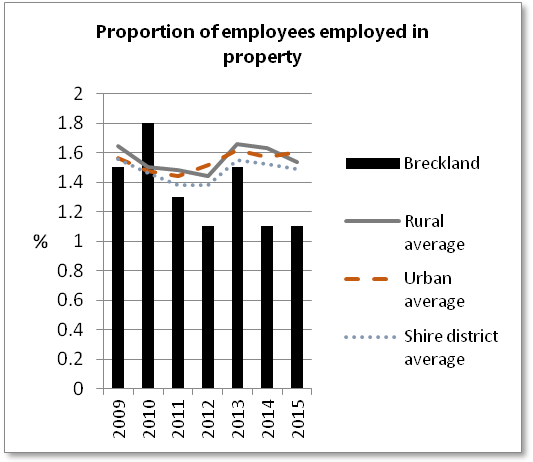 Proportion of employees employed in
property
2
1.8
1.6
1.4
1.2
1
0.8
0.6
0.4
0.2
0
%
2009
2010
2011
2012
2013
2014
2015
Breckland
Rural
average
Urban
average
Shire district
average